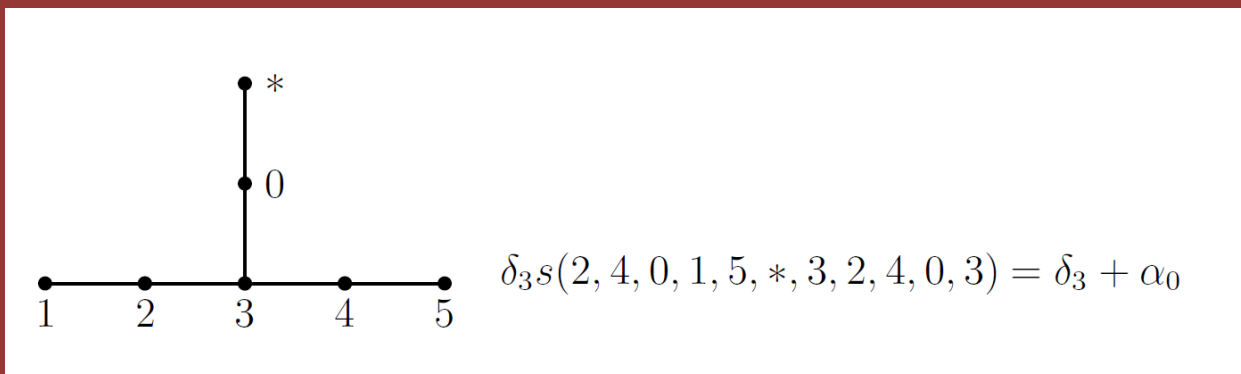 *
0
δ₃s(2, 4, 0, 1, 5, *, 3, 2, 4, 0, 3) = δ₃ + α₀
1 2 3 4 5